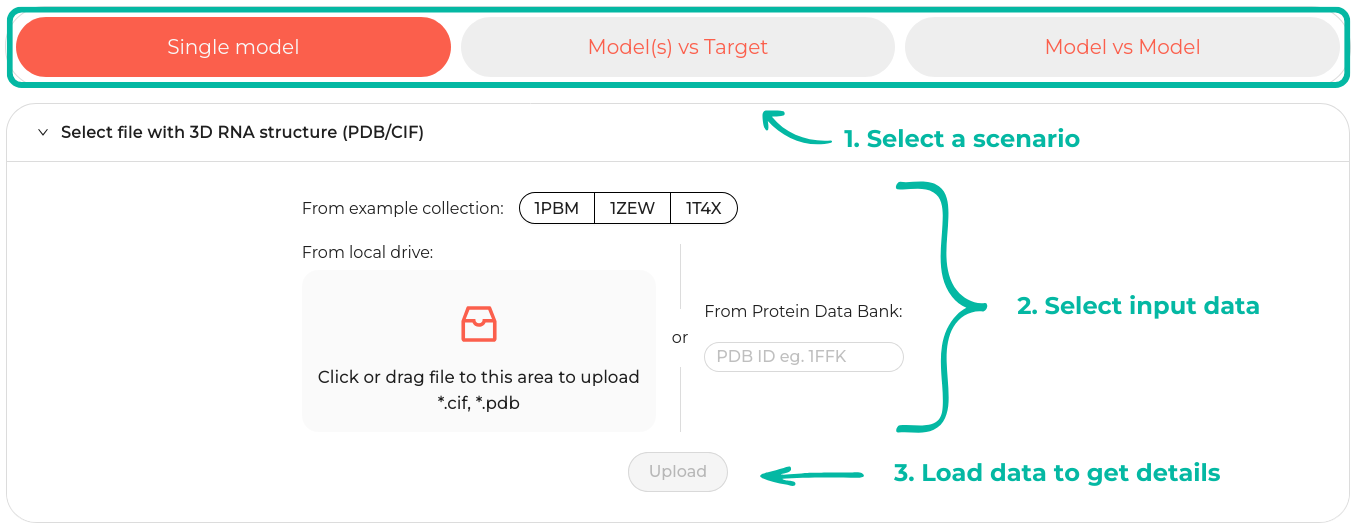 Single model
Model(s) vs Target
Model vs Model
Select file with 3D RNA structure (PDB/CIF)
1. Select a scenario
From example collection:
1PBM
1ZEW
1T4X
From local drive:
Click or drag file to this area to upload
*.cif, *.pdb
or
From Protein Data Bank:
PDB ID eg. 1FFK
2. Select input data
Upload
3. Load data to get details